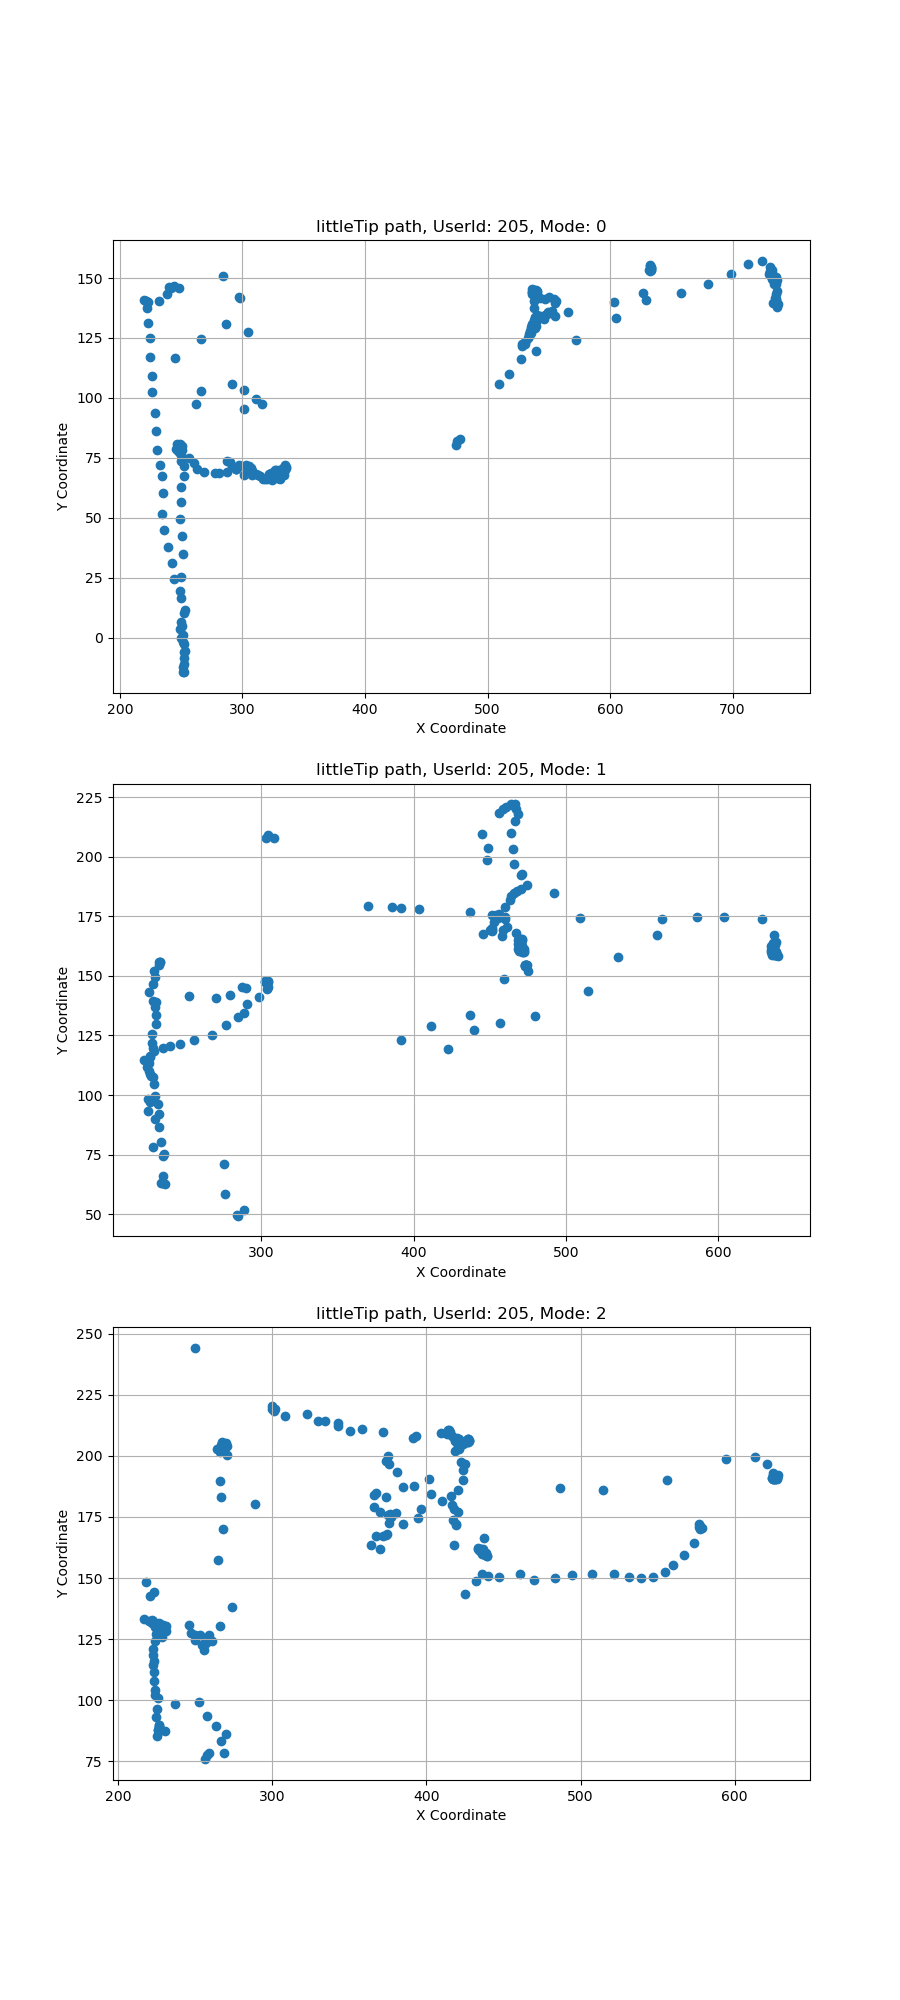 littleTip path, UserId: 205, Mode: 0
150
125
100
75
50
25
0
Y Coordinate
200 300 400 500 600 700
X Coordinate
littleTip path, UserId: 205, Mode: 1
225
200
175
150
125
100
75
50
Y Coordinate
300 400 500 600
X Coordinate
littleTip path, UserId: 205, Mode: 2
250
225
200
175
150
125
100
75
Y Coordinate
200 300 400 500 600
X Coordinate